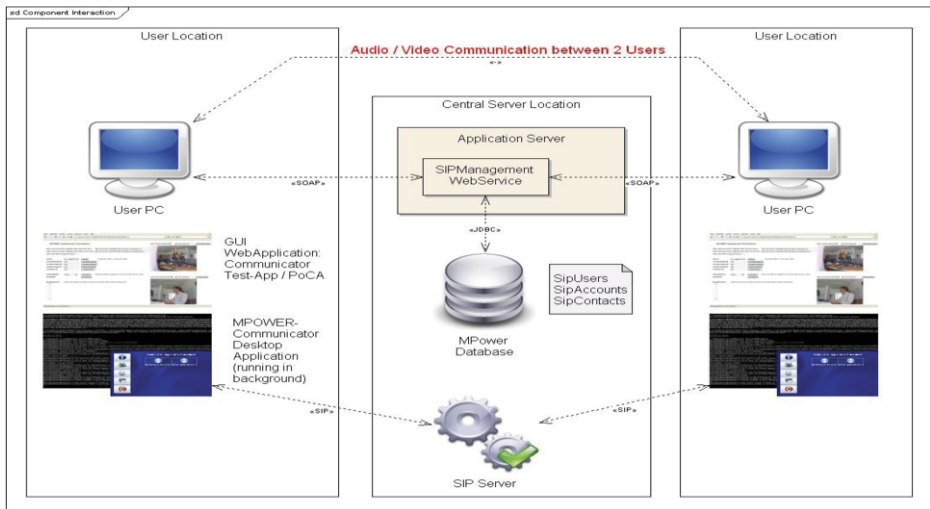 sd Component Interaction
User Location
User Location
Audio / Video Communication between 2 Users
«-»
Central Server Location
Application Server
SIPManagement
WebService
«SOAP»
«SOAP»
User PC
User PC
«JDBC»
GUI
WebApplication:
Communicator
Test-App / PoCA
SipUsers
SipAccounts
SipContacts
MPOWER-
Communicator
Desktop
Application
(running in
background)
MPower
Database
«SIP»
«SIP»
SIP Server